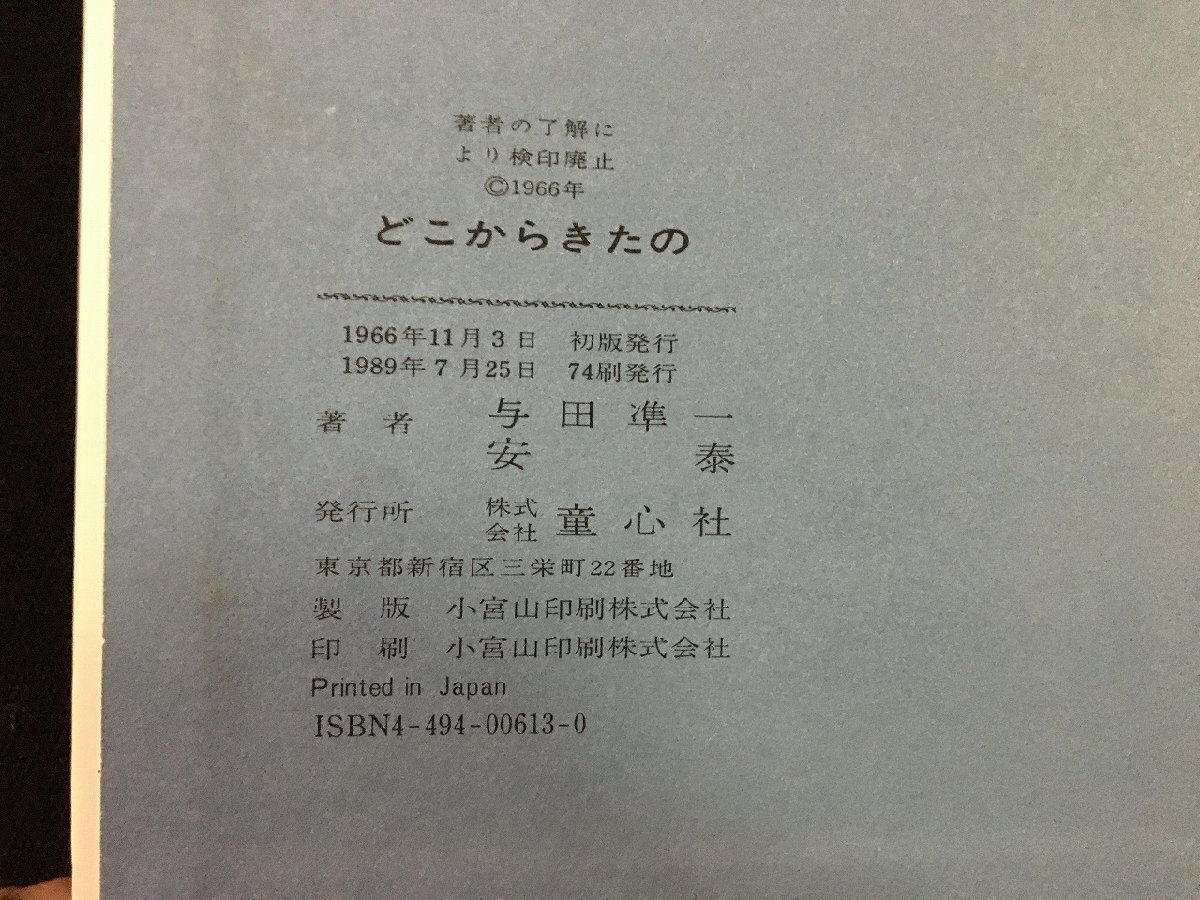 著者の了解に
より検印廃止
©1966年
どこからきたの
1966年11月3日 初版発行
1989年7月25日 74刷発行
著者 与田凖一
安泰
発行所 株式会社 童心社
東京都新宿区三栄町22番地
製版 小宮山印刷株式会社
印刷 小宮山印刷株式会社
Printed in Japan
ISBN4-494-00613-0